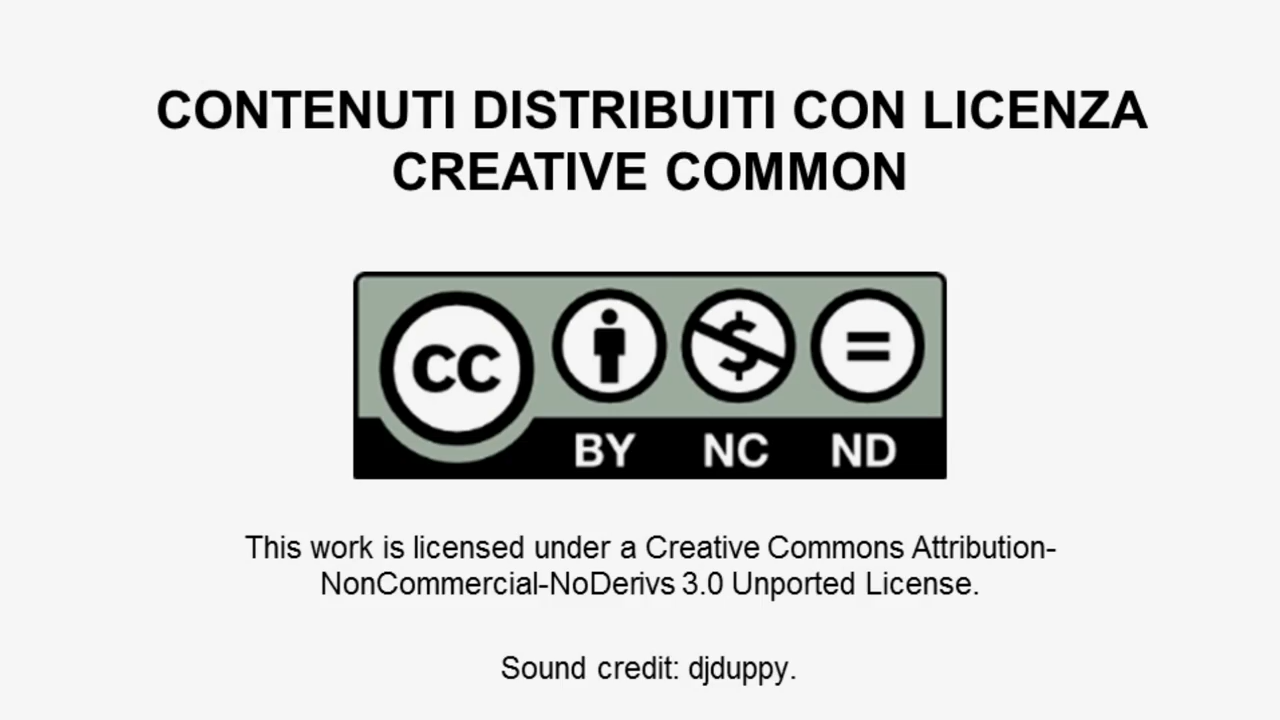 CONTENUTI DISTRIBUITI CON LICENZA
CREATIVE COMMON
CC
BY NC ND
This work is licensed under a Creative Commons Attribution-
NonCommercial-NoDerivs 3.0 Unported License.
Sound credit: djduppy.